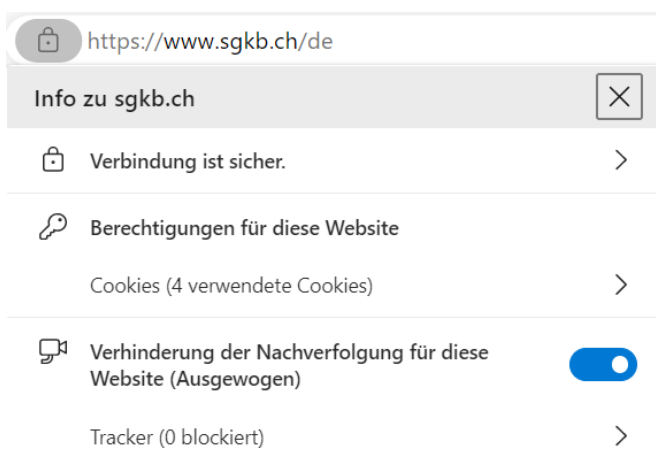 https://www.sgkb.ch/de
Info zu sgkb.ch
Verbindung ist sicher.
Berechtigungen für diese Website
Cookies (4 verwendete Cookies)
Verhinderung der Nachverfolgung für diese
Website (Ausgewogen)
Tracker (0 blockiert)